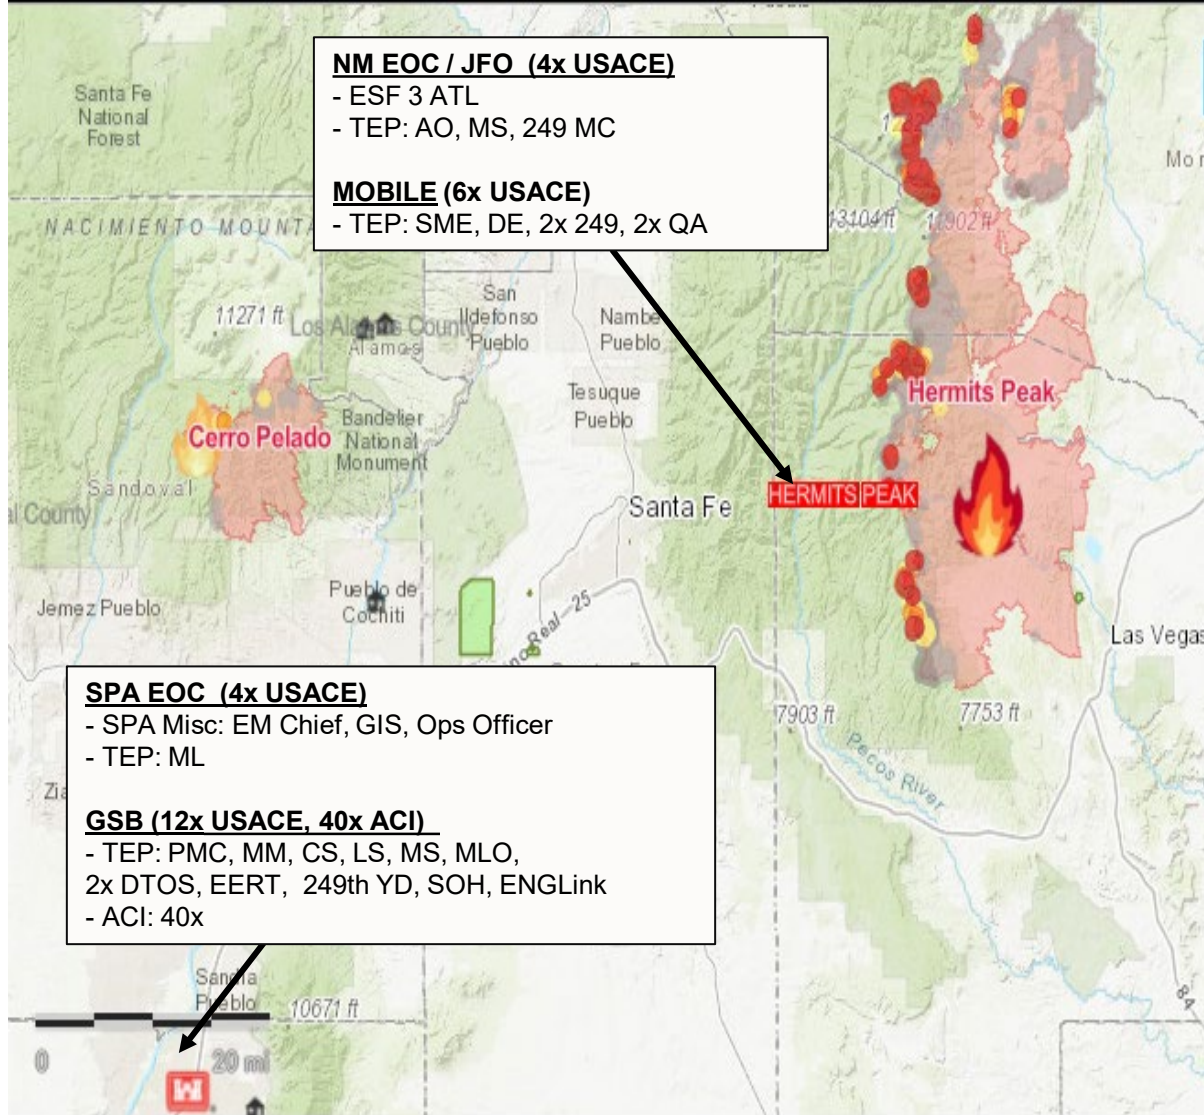 NM EOC / JFO (4x USACE)
- ESF 3 ATL
- TEP: AO, MS, 249 MC
MOBILE (6x USACE)
- TEP: SME, DE, 2x 249, 2x QA
Santa Fe
National
Forest
NACIMIENTO MOUNTA
13104 ft
11902 ft
11271 ft
Los Alamos County
Alamos
San
Ildefonso
Pueblo
Nambe
Pueblo
Tesuque
Pueblo
Hermits Peak
Cerro Pelado
Bandelier
National
Monument
Sandoval
al County
Santa Fe
HERMITS PEAK
Jemez Pueblo
Pueblo de
Cochiti
no Real 25
Las Vegas
SPA EOC (4x USACE)
- SPA Misc: EM Chief, GIS, Ops Officer
- TEP: ML
GSB (12x USACE, 40x ACI)
- TEP: PMC, MM, CS, LS, MS, MLO,
2x DTOS, EERT, 249th YD, SOH, ENGLink
- ACI: 40x
7903 ft
7753 ft
Pecos River
Zia
Sandia
Pueblo
10671 ft
84
0
20 mi